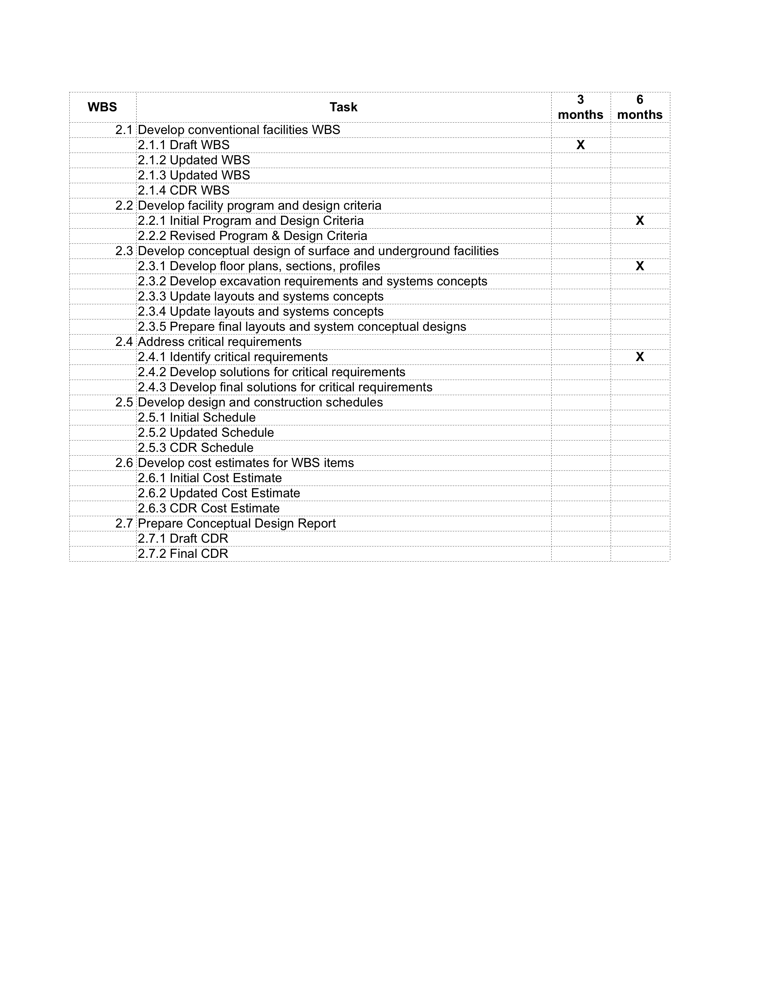 WBS Task 3 months 6 months
2.1 Develop conventional facilities WBS
2.1.1 Draft WBS X
2.1.2 Updated WBS
2.1.3 Updated WBS
2.1.4 CDR WBS
2.2 Develop facility program and design criteria
2.2.1 Initial Program and Design Criteria X
2.2.2 Revised Program & Design Criteria
2.3 Develop conceptual design of surface and underground facilities
2.3.1 Develop floor plans, sections, profiles X
2.3.2 Develop excavation requirements and systems concepts
2.3.3 Update layouts and systems concepts
2.3.4 Update layouts and systems concepts
2.3.5 Prepare final layouts and system conceptual designs
2.4 Address critical requirements
2.4.1 Identify critical requirements X
2.4.2 Develop solutions for critical requirements
2.4.3 Develop final solutions for critical requirements
2.5 Develop design and construction schedules
2.5.1 Initial Schedule
2.5.2 Updated Schedule
2.5.3 CDR Schedule
2.6 Develop cost estimates for WBS items
2.6.1 Initial Cost Estimate
2.6.2 Updated Cost Estimate
2.6.3 CDR Cost Estimate
2.7 Prepare Conceptual Design Report
2.7.1 Draft CDR
2.7.2 Final CDR